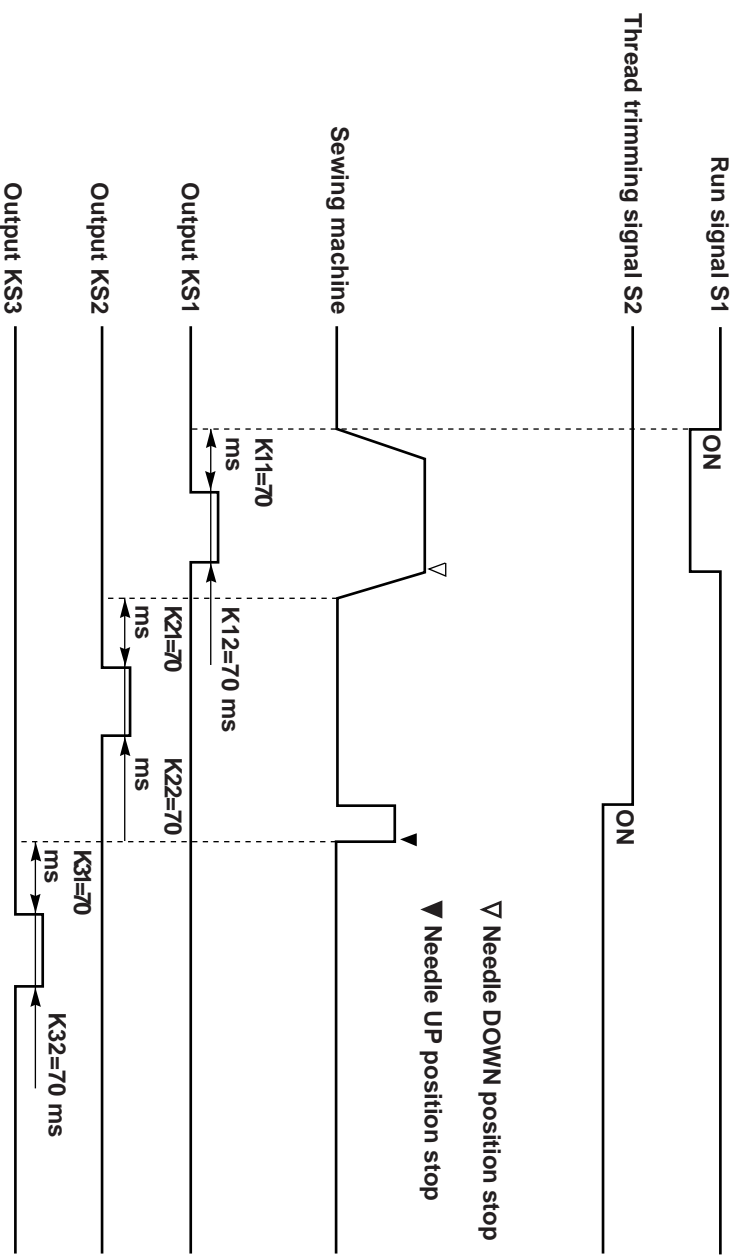 Run signal S1
ON
Thread trimming signal S2
ON
▽ Needle DOWN position stop
▼ Needle UP position stop
Sewing machine
Output KS1
K11=70
ms
K12=70 ms
Output KS2
K21=70
ms
K22=70
ms
Output KS3
K31=70
ms
K32=70 ms